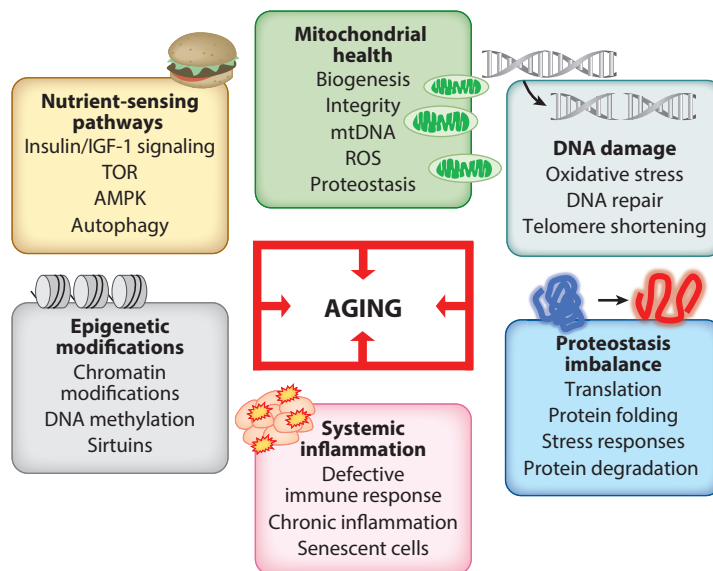 Nutrient-sensing
pathways
Insulin/IGF-1 signaling
TOR
AMPK
Autophagy
Mitochondrial
health
Biogenesis
Integrity
mtDNA
ROS
Proteostasis
DNA damage
Oxidative stress
DNA repair
Telomere shortening
AGING
Epigenetic
modifications
Chromatin
modifications
DNA methylation
Sirtuins
Systemic
inflammation
Defective
immune response
Chronic inflammation
Senescent cells
Proteostasis
imbalance
Translation
Protein folding
Stress responses
Protein degradation